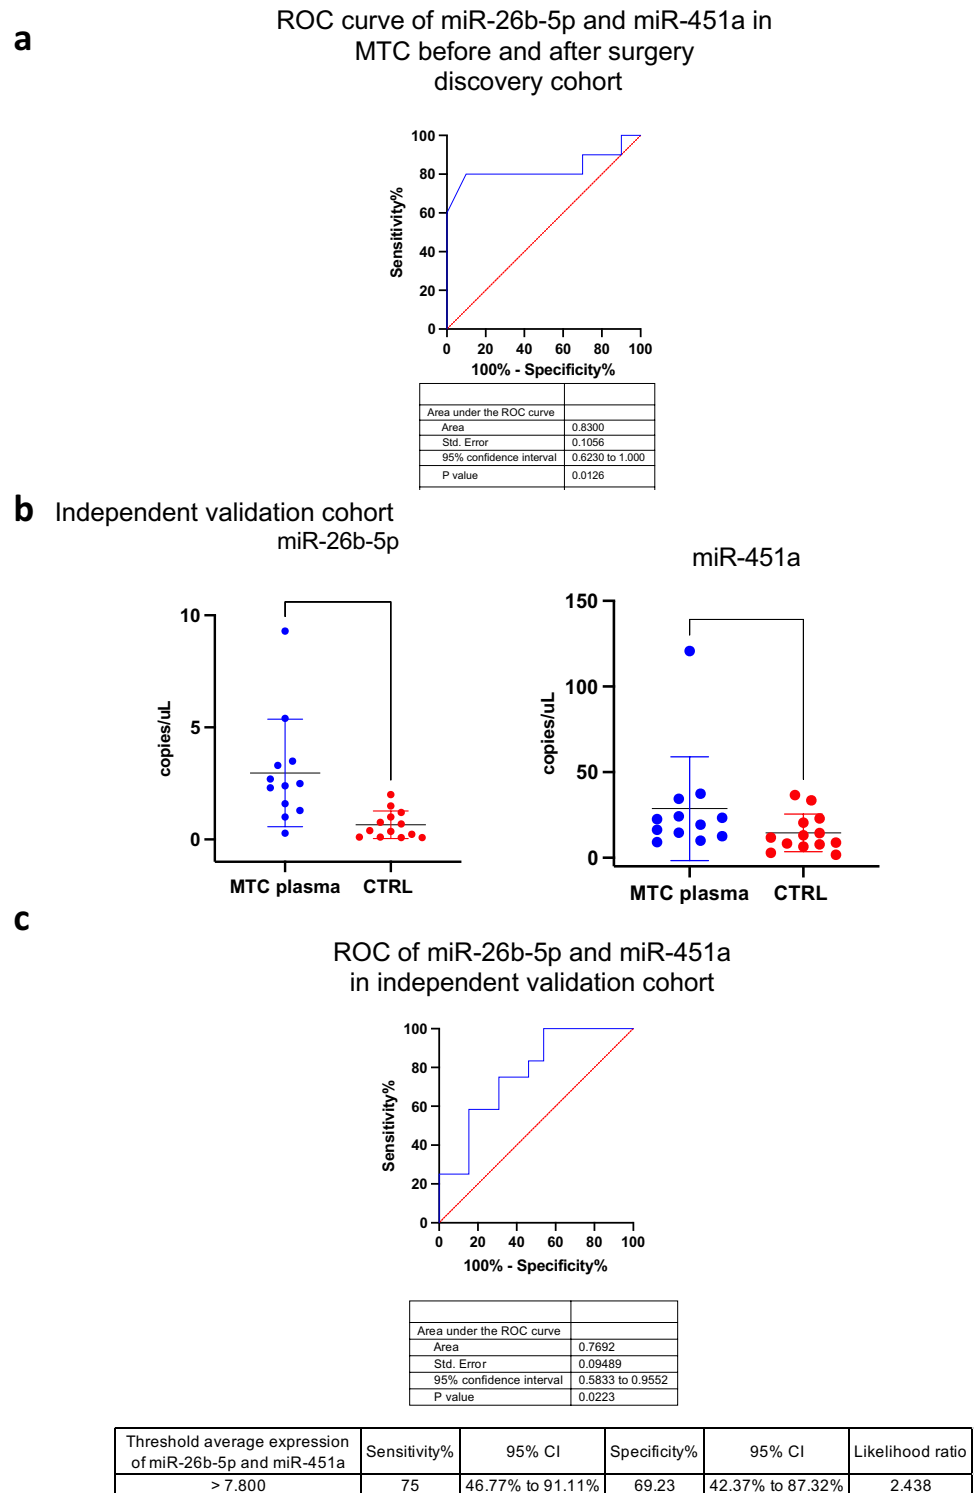 a
ROC curve of miR-26b-5p and miR-451a in
MTC before and after surgery
discovery cohort
100
80
60
40
20
0
Sensitivity%
0 20 40 60 80 100
100% - Specificity%
Area under the ROC curve
Area 0.8300
Std. Error 0.1056
95% confidence interval 0.6230 to 1.000
P value 0.0126
b Independent validation cohort
miR-26b-5p
10
5
0
copies/uL
MTC plasma CTRL
miR-451a
150
100
50
0
copies/uL
MTC plasma CTRL
c
ROC of miR-26b-5p and miR-451a
in independent validation cohort
100
80
60
40
20
0
Sensitivity%
0 20 40 60 80 100
100% - Specificity%
Area under the ROC curve
Area 0.7692
Std. Error 0.09489
95% confidence interval 0.5833 to 0.9552
P value 0.0223
Threshold average expression
of miR-26b-5p and miR-451a Sensitivity% 95% CI Specificity% 95% CI Likelihood ratio
> 7.800 75 46.77% to 91.11% 69.23 42.37% to 87.32% 2.438